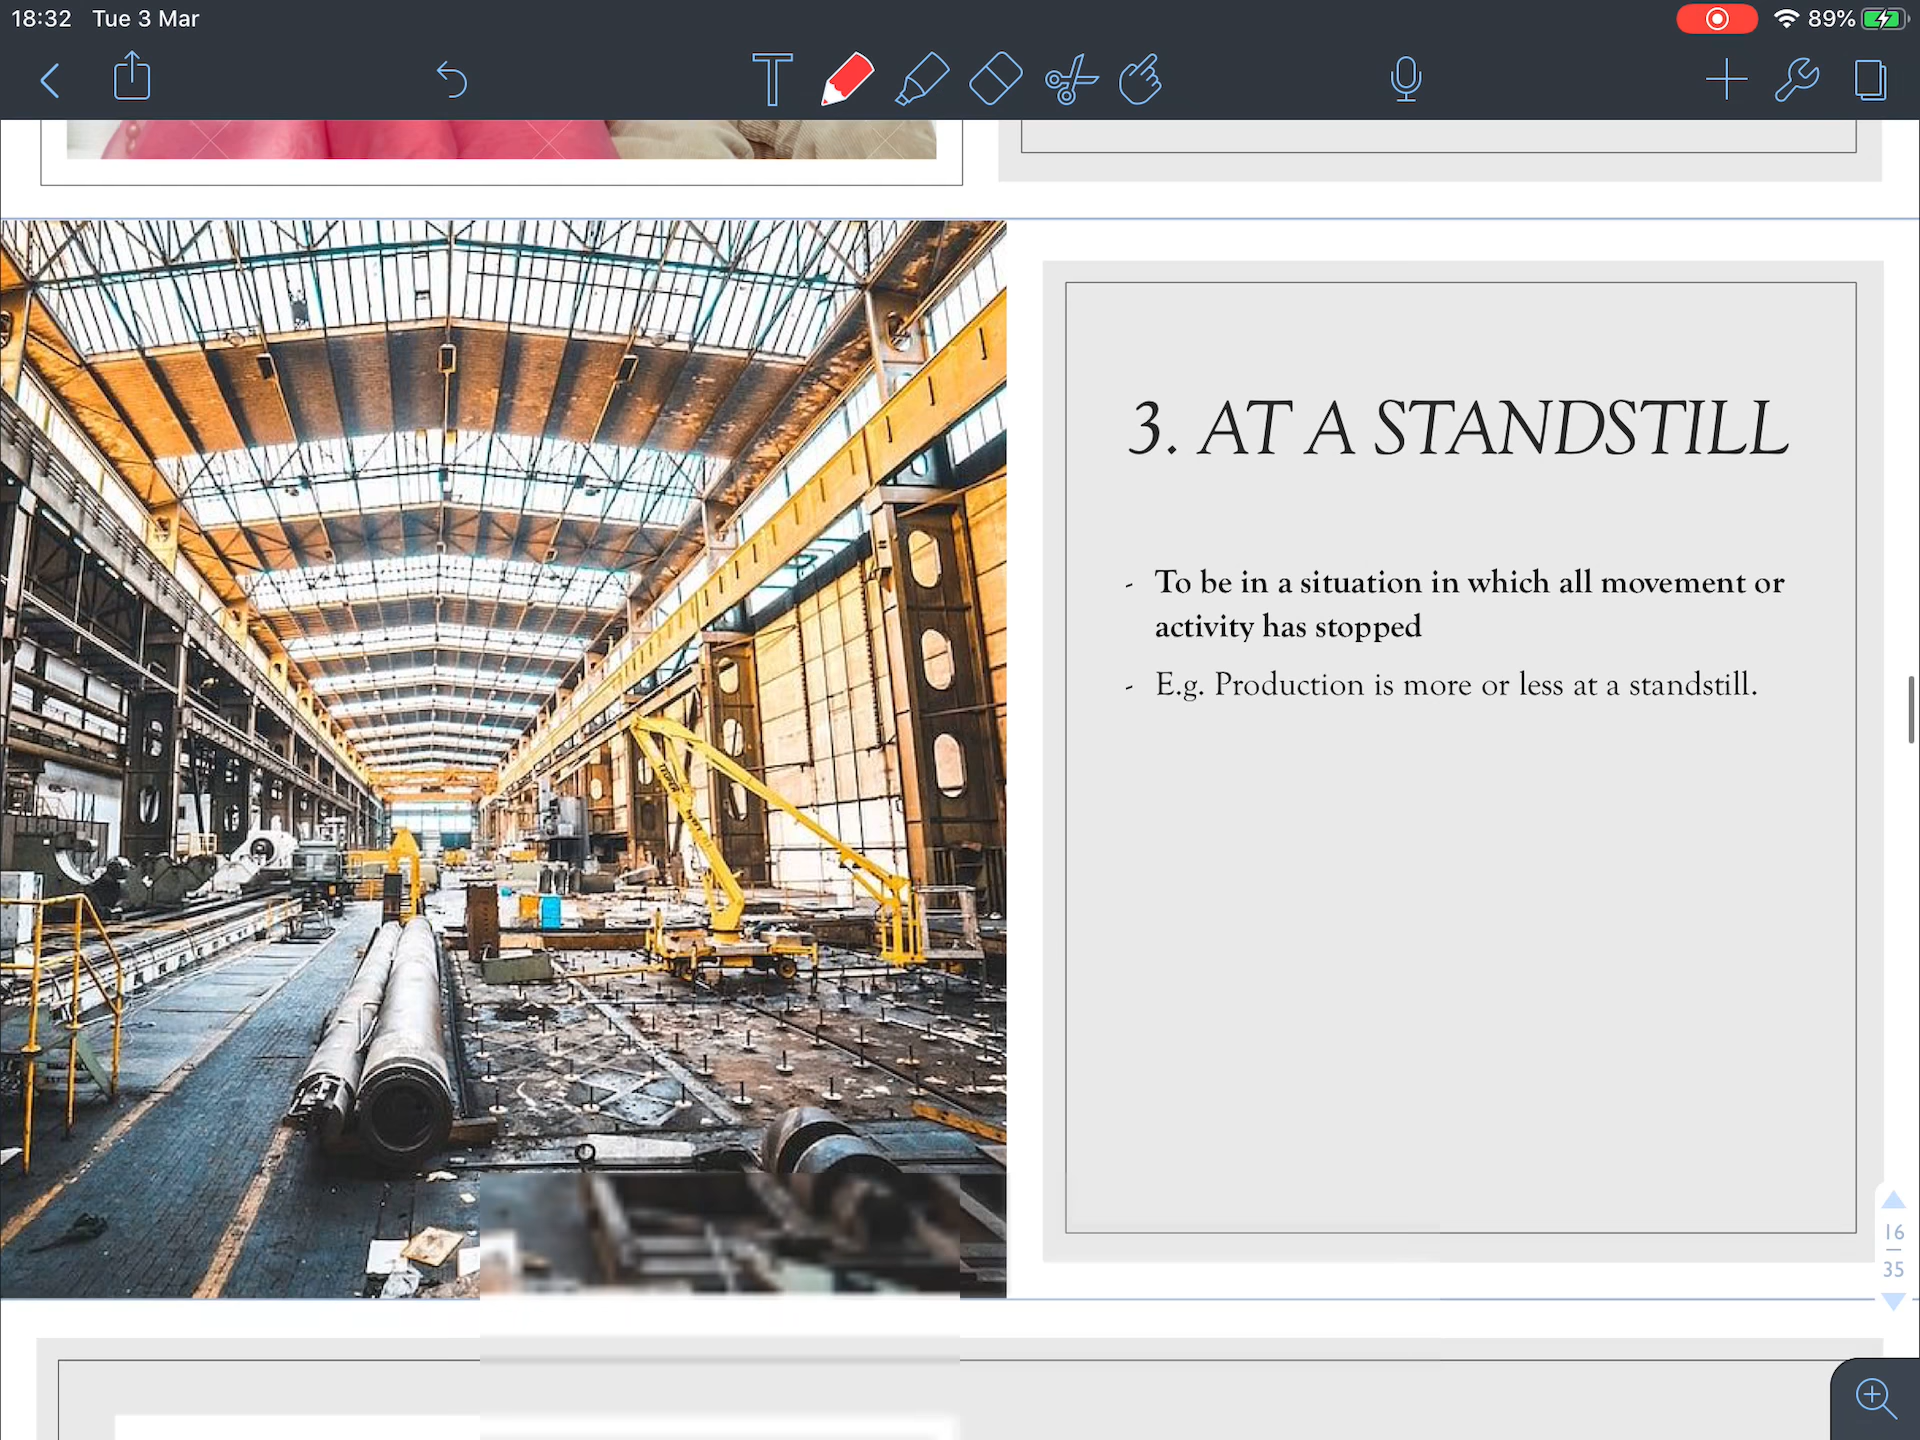 18:32 Tue 3 Mar
89%
T
3. AT A STANDSTILL
- To be in a situation in which all movement or
activity has stopped
- E.g. Production is more or less at a standstill.
16
35